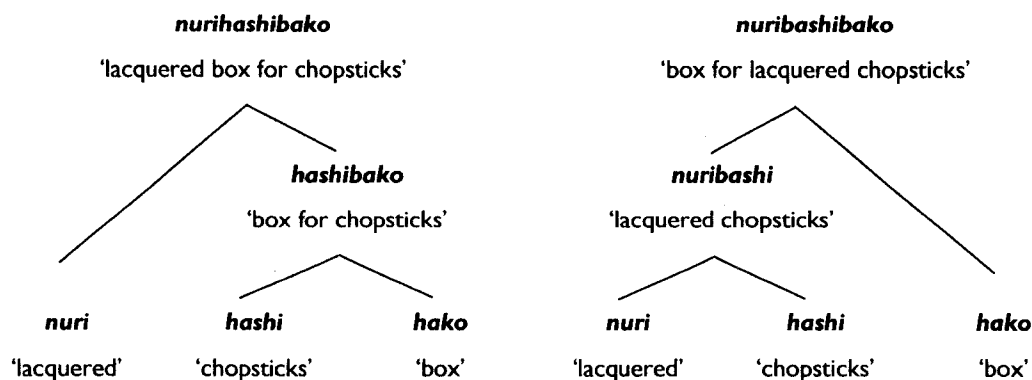 nurihashibako nuribashibako
‘lacquered box for chopsticks’ ‘box for lacquered chopsticks’
hashibako nuribashi
‘box for chopsticks’ ‘lacquered chopsticks’
nuri hashi hako nuri hashi hako
‘lacquered’ ‘chopsticks’ ‘box’ ‘lacquered’ ‘chopsticks’ ‘box’